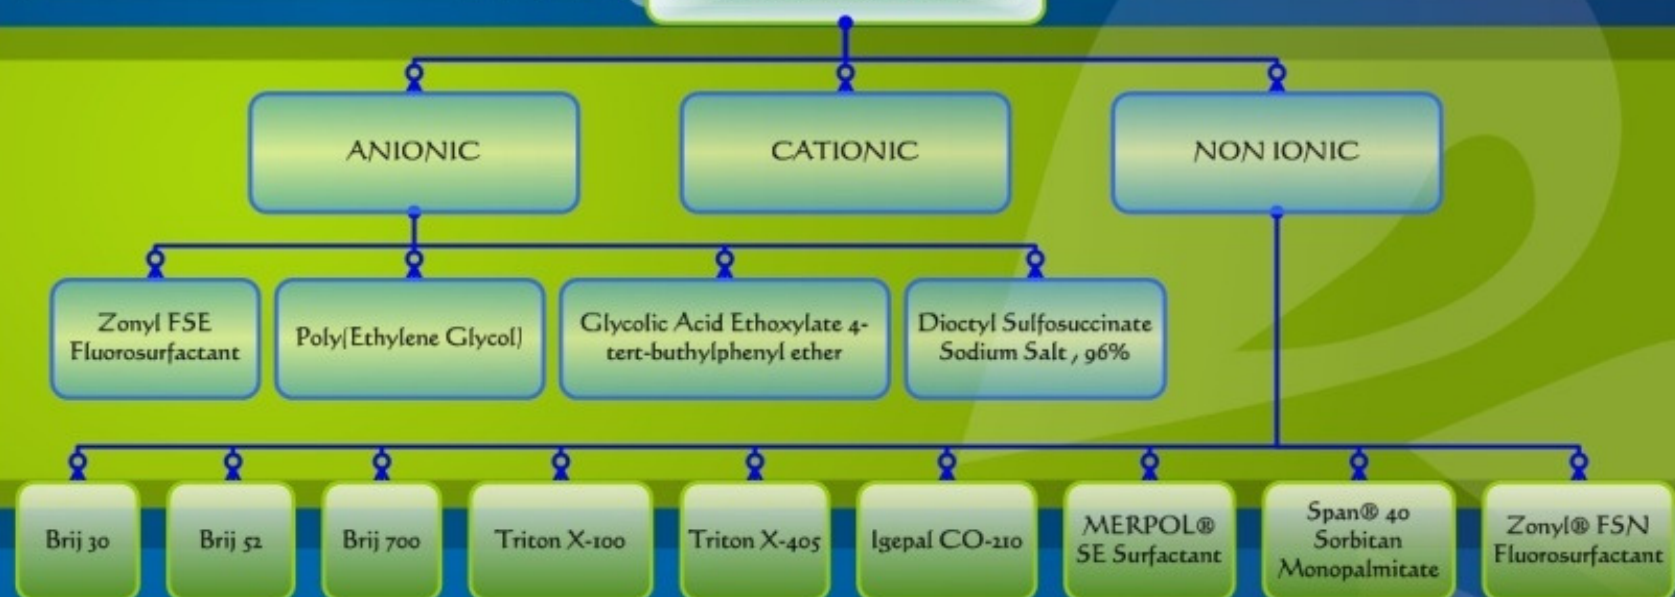 ANIONIC
CATIONIC
NON IONIC
Zonyl FSE
Fluorosurfactant
Poly(Ethylene Glycol)
Glycolic Acid Ethoxylate 4-
tert-buthylphenyl ether
Dioctyl Sulfosuccinate
Sodium Salt , 96%
Brij 30
Brij 52
Brij 700
Triton X-100
Triton X-405
Igepal CO-210
MERPOL®
SE Surfactant
Span® 40
Sorbitan
Monopalmitate
Zonyl® FSN
Fluorosurfactant